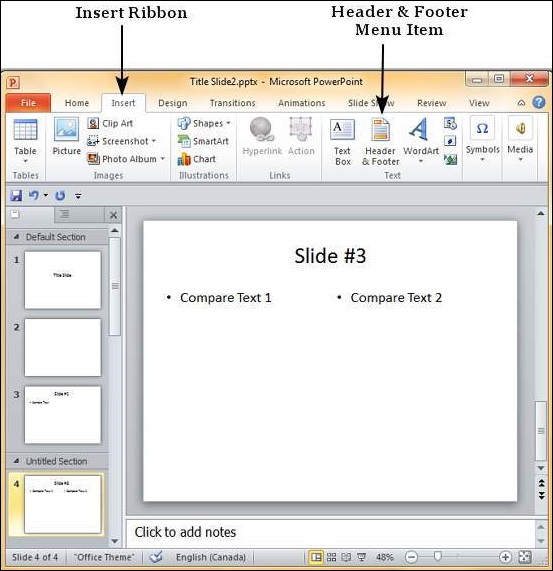 Insert Ribbon
Header & Footer
Menu Item
Title Slide2.pptx - Microsoft PowerPoint
File Home Insert Design Transitions Animations Slide Show Review View
Table
Tables
Picture
Clip Art
Screenshot
Photo Album
Images
Shapes
SmartArt
Chart
Illustrations
Hyperlink
Action
Links
Text
Box
Header
& Footer
WordArt
Text
Symbols
Media
Default Section
1
Title Slide
2
3
Untitled Section
4
Slide #3
• Compare Text 1
• Compare Text 2
Click to add notes
Slide 4 of 4 "Office Theme" English (Canada) 48%